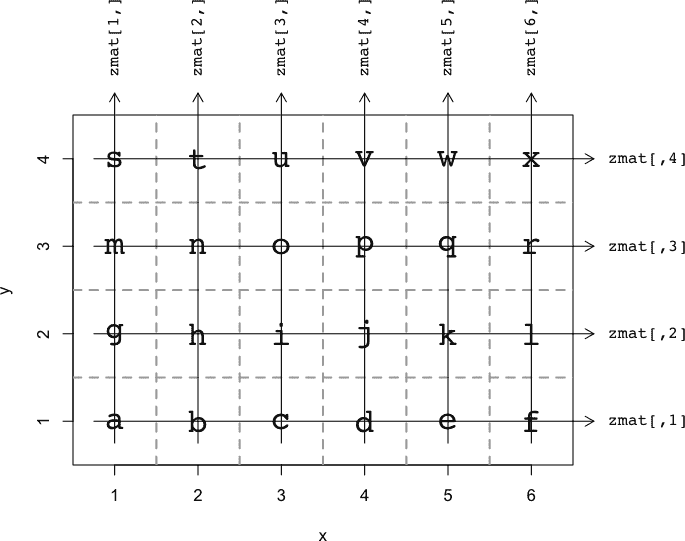 zmat[1,] zmat[2,] zmat[3,] zmat[4,] zmat[5,] zmat[6,]
4 s t u v w x zmat[,4]
3 m n o p q r zmat[,3]
y
2 g h i j k l zmat[,2]
1 a b c d e f zmat[,1]
1 2 3 4 5 6
x